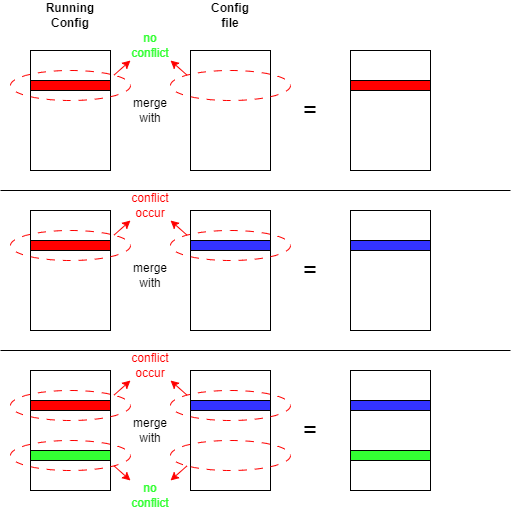 Running
Config
Config
file
no
conflict
merge
with
=
conflict
occur
merge
with
=
conflict
occur
merge
with
=
no
conflict